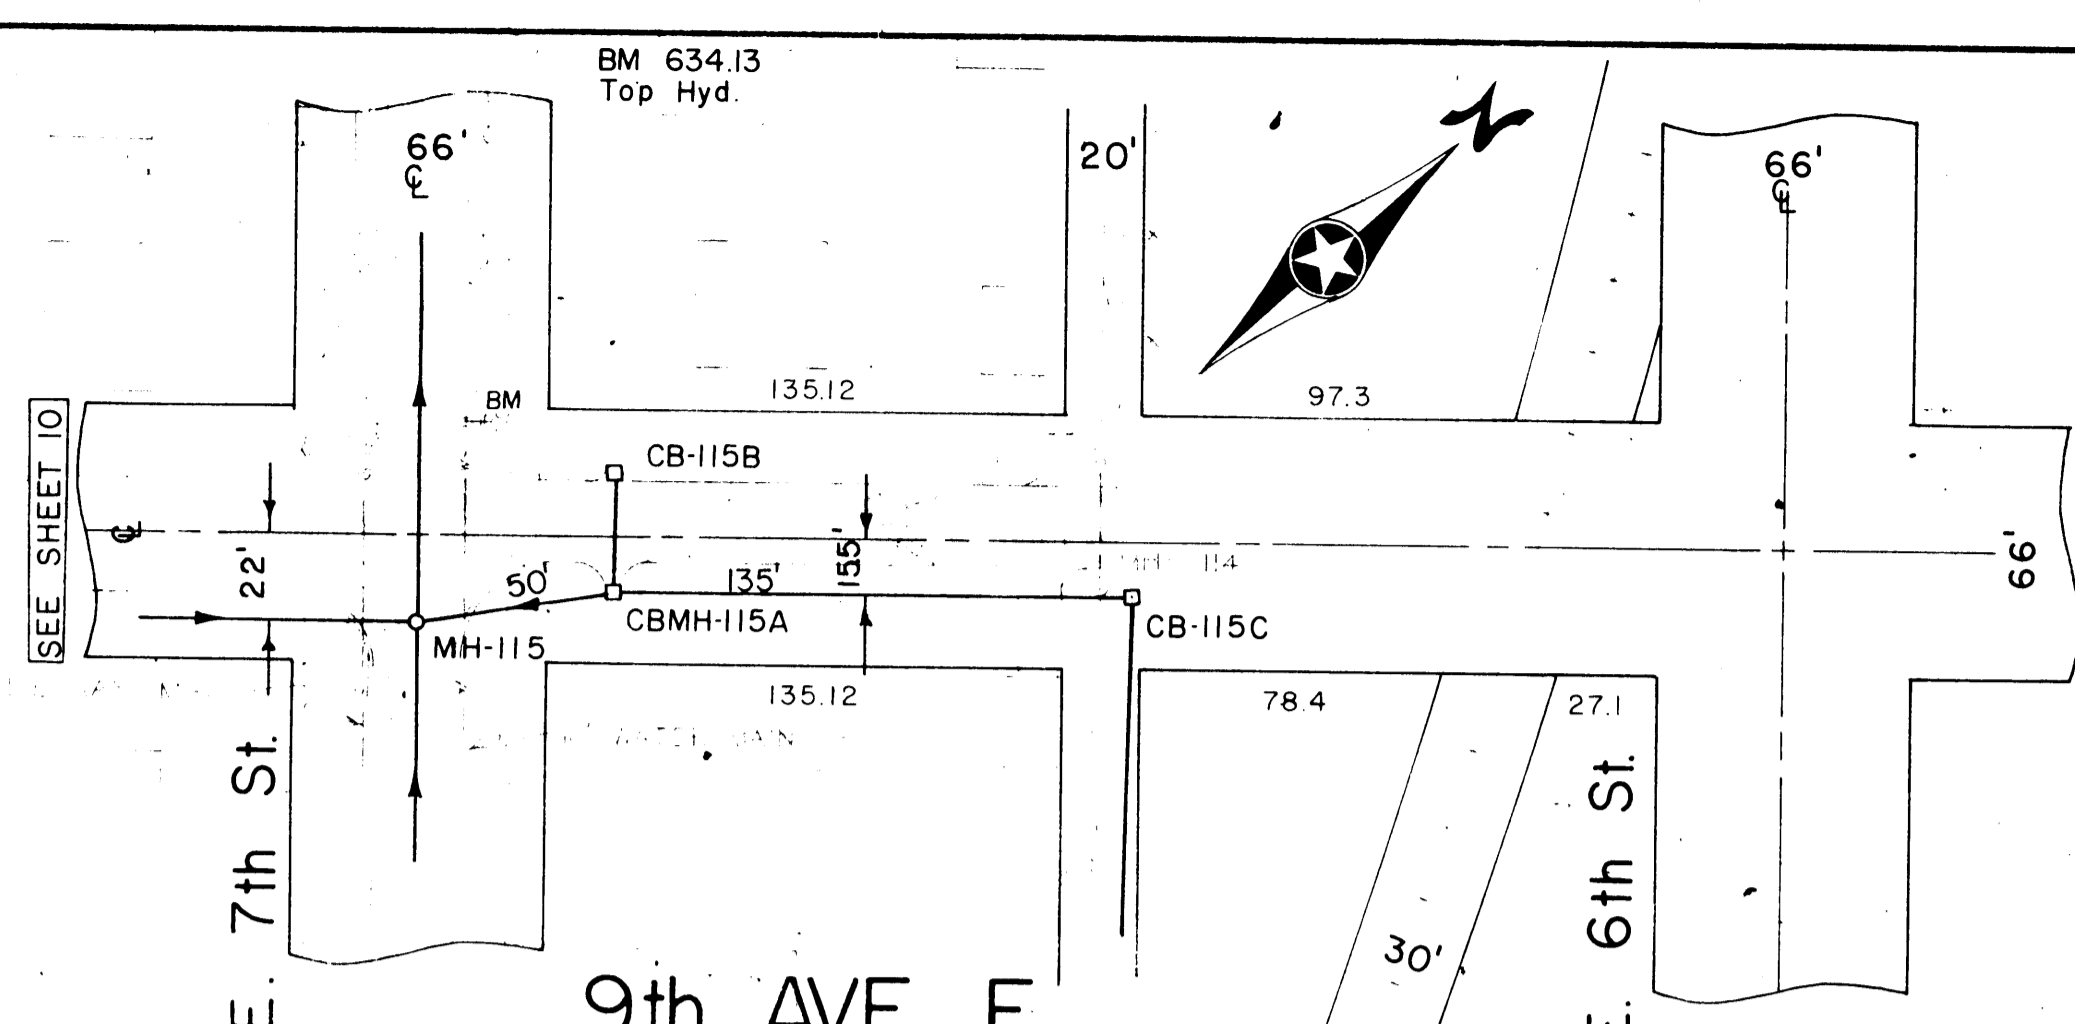 BM 634.13
Top Hyd.
66'
℄
20'
N
66'
℄
135.12
97.3
BM
SEE SHEET 10
CB-115B
℄
22'
50'
135'
15.5'
66'
CBMH-115A
CB-115C
MH-115
135.12
78.4
27.1
E. 7th St.
E. 6th St.
30'
9th AVE E